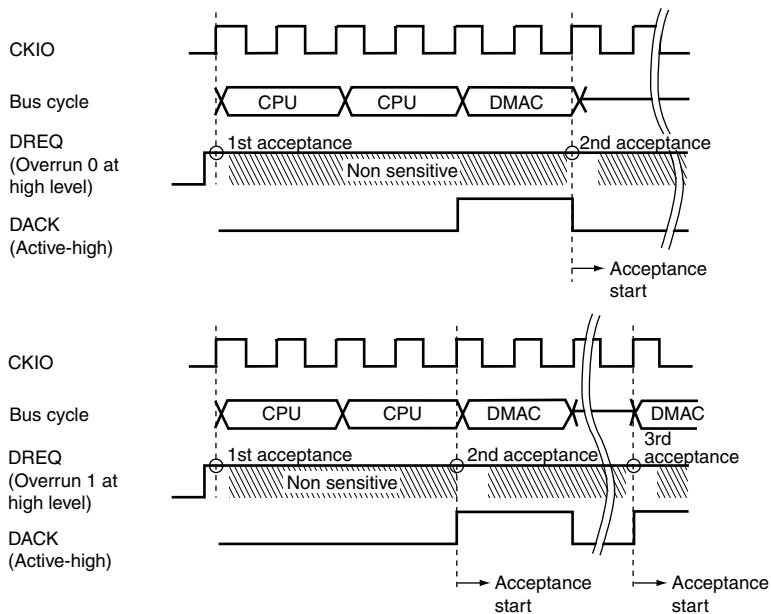 CKIO
Bus cycle
CPU
CPU
DMAC
DREQ
(Overrun 0 at
high level)
1st acceptance
2nd acceptance
Non sensitive
DACK
(Active-high)
Acceptance
start
CKIO
Bus cycle
CPU
CPU
DMAC
DMAC
DREQ
(Overrun 1 at
high level)
1st acceptance
2nd acceptance
3rd
acceptance
Non sensitive
DACK
(Active-high)
Acceptance
start
Acceptance
start